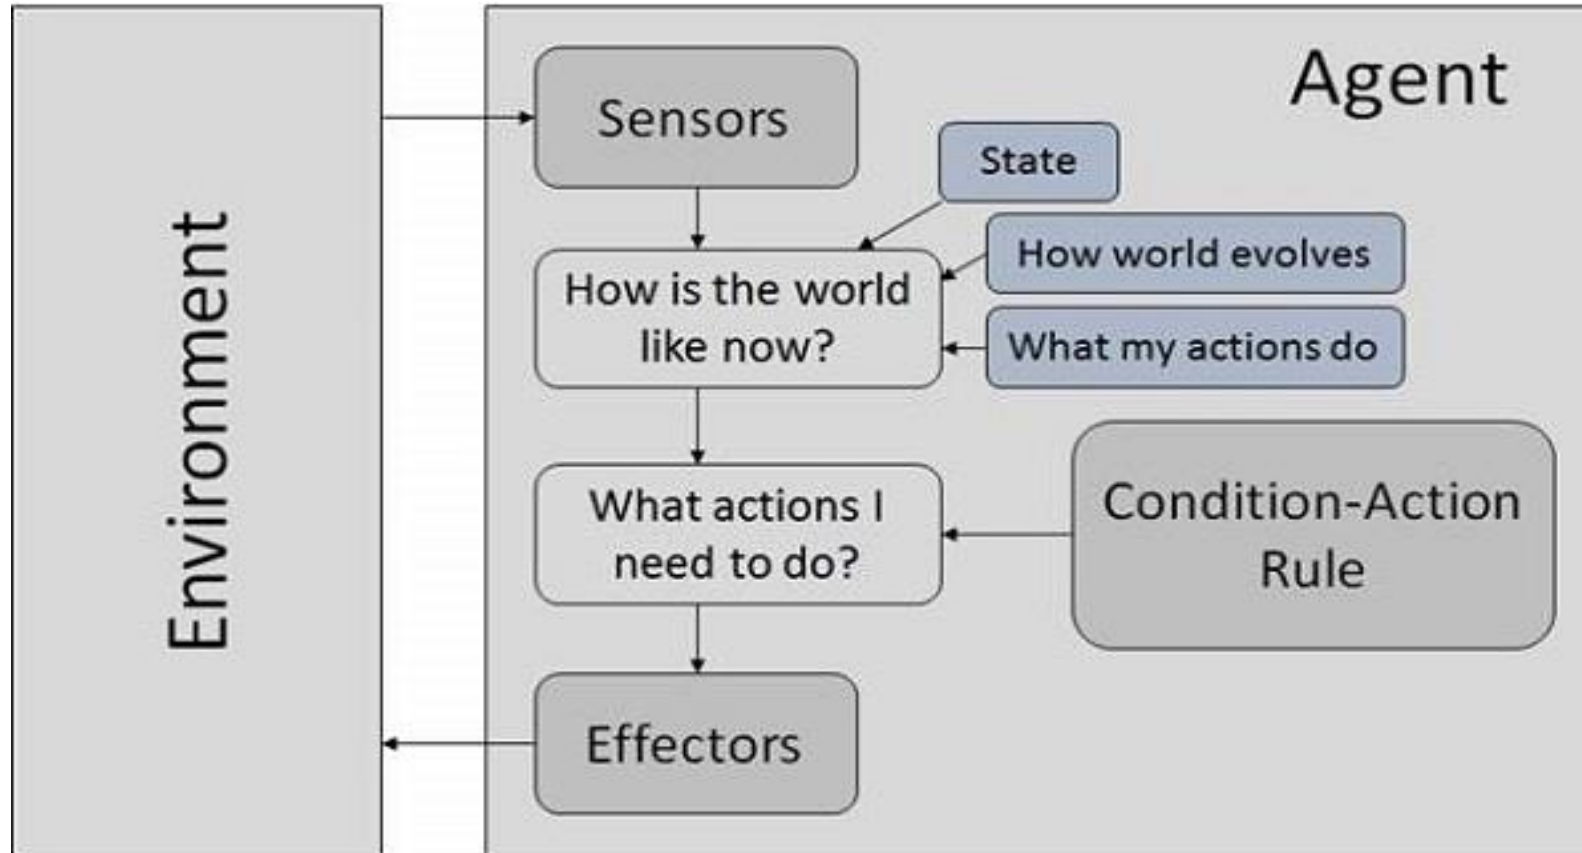 Environment
Agent
Sensors
State
How world evolves
How is the world
like now?
What my actions do
What actions I
need to do?
Condition-Action
Rule
Effectors